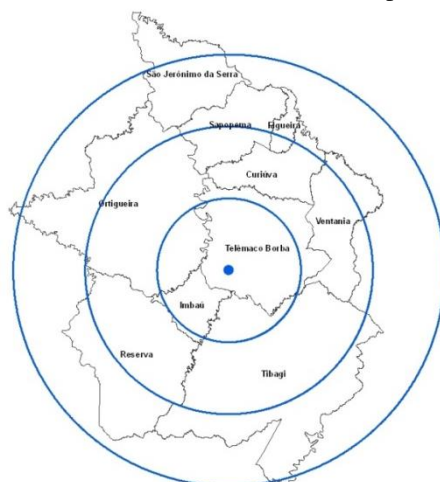 São Jerônimo da Serra
Sapopema
Figueira
Curiúva
Ortigueira
Ventania
Telêmaco Borba
Imbaú
Reserva
Tibagi